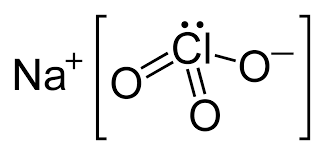 Na+ [ Cl O−
O
O ]